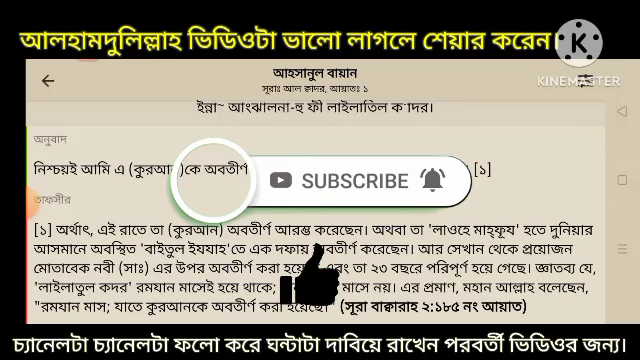 আলহামদুলিল্লাহ ভিডিওটা ভালো লাগলে শেয়ার করেন।
KINEMASTER
আহসানুল বায়ান
সূরাঃ আল ক্বাদর, আয়াতঃ ১
ইন্না~ আংঝালনা-হু ফী লাইলাতিল ক্বাদর।
অনুবাদ
নিশ্চয়ই আমি এ (কুরআন)কে অবতীর্ণ [১]
SUBSCRIBE
তাফসীর
[১] অর্থাৎ, এই রাতে তা (কুরআন) অবতীর্ণ আরম্ভ করেছেন। অথবা তা 'লাওহে মাহ্ফূয' হতে দুনিয়ার
আসমানে অবস্থিত 'বাইতুল ইযযাহ'তে এক দফায় অবতীর্ণ করেছেন। আর সেখান থেকে প্রয়োজন
মোতাবেক নবী (সাঃ) এর উপর অবতীর্ণ করা হয়েছে এবং তা ২৩ বছরে পরিপূর্ণ হয়ে গেছে। জ্ঞাতব্য যে,
'লাইলাতুল কদর' রমযান মাসেই হয়ে থাকে; মাসে নয়। এর প্রমাণ, মহান আল্লাহ বলেছেন,
"রমযান মাস; যাতে কুরআনকে অবতীর্ণ করা হয়েছে।" (সূরা বাক্বারাহ ২:১৮৫ নং আয়াত)
চ্যানেলটা চ্যানেলটা ফলো করে ঘন্টাটা দাবিয়ে রাখেন পরবর্তী ভিডিওর জন্য।